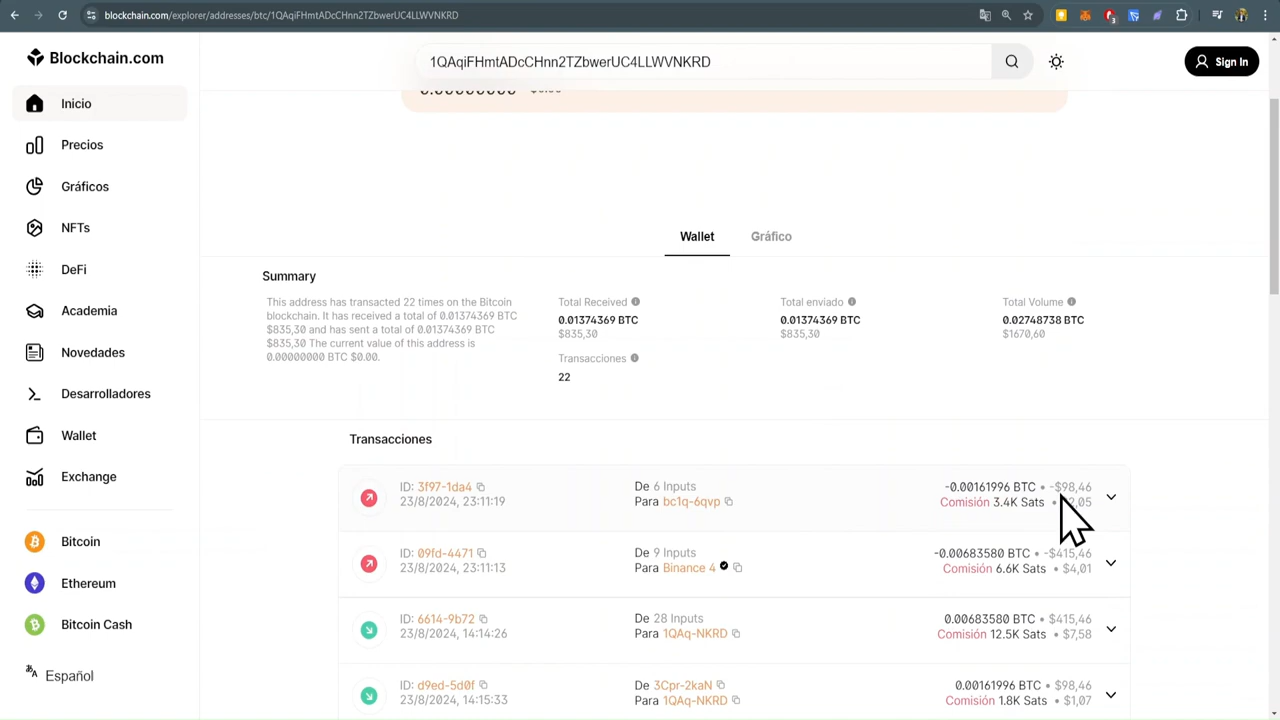 blockchain.com/explorer/addresses/btc/1QAqiFHmtADcCHnn2TZbwerUC4LLWVNKRD
Blockchain.com
1QAqiFHmtADcCHnn2TZbwerUC4LLWVNKRD
Sign In
Inicio
Precios
Gráficos
NFTs
DeFi
Academia
Novedades
Desarrolladores
Wallet
Exchange
Bitcoin
Ethereum
Bitcoin Cash
Español
Wallet Gráfico
Summary
This address has transacted 22 times on the Bitcoin
blockchain. It has received a total of 0.01374369 BTC
$835,30 and has sent a total of 0.01374369 BTC
$835,30 The current value of this address is
0.00000000 BTC $0.00.
Total Received
0.01374369 BTC
$835,30
Total enviado
0.01374369 BTC
$835,30
Total Volume
0.02748738 BTC
$1670,60
Transacciones
22
Transacciones
ID: 3f97-1da4
23/8/2024, 23:11:19
De 6 Inputs
Para bc1q-6qvp
-0.00161996 BTC • -$98,46
Comisión 3.4K Sats •
ID: 09fd-4471
23/8/2024, 23:11:13
De 9 Inputs
Para Binance 4
-0.00683580 BTC • -$415,46
Comisión 6.6K Sats • $4,01
ID: 6614-9b72
23/8/2024, 14:14:26
De 28 Inputs
Para 1QAq-NKRD
0.00683580 BTC • $415,46
Comisión 12.5K Sats • $7,58
ID: d9ed-5d0f
23/8/2024, 14:15:33
De 3Cpr-2kaN
Para 1QAq-NKRD
0.00161996 BTC • $98,46
Comisión 1.8K Sats • $1,07